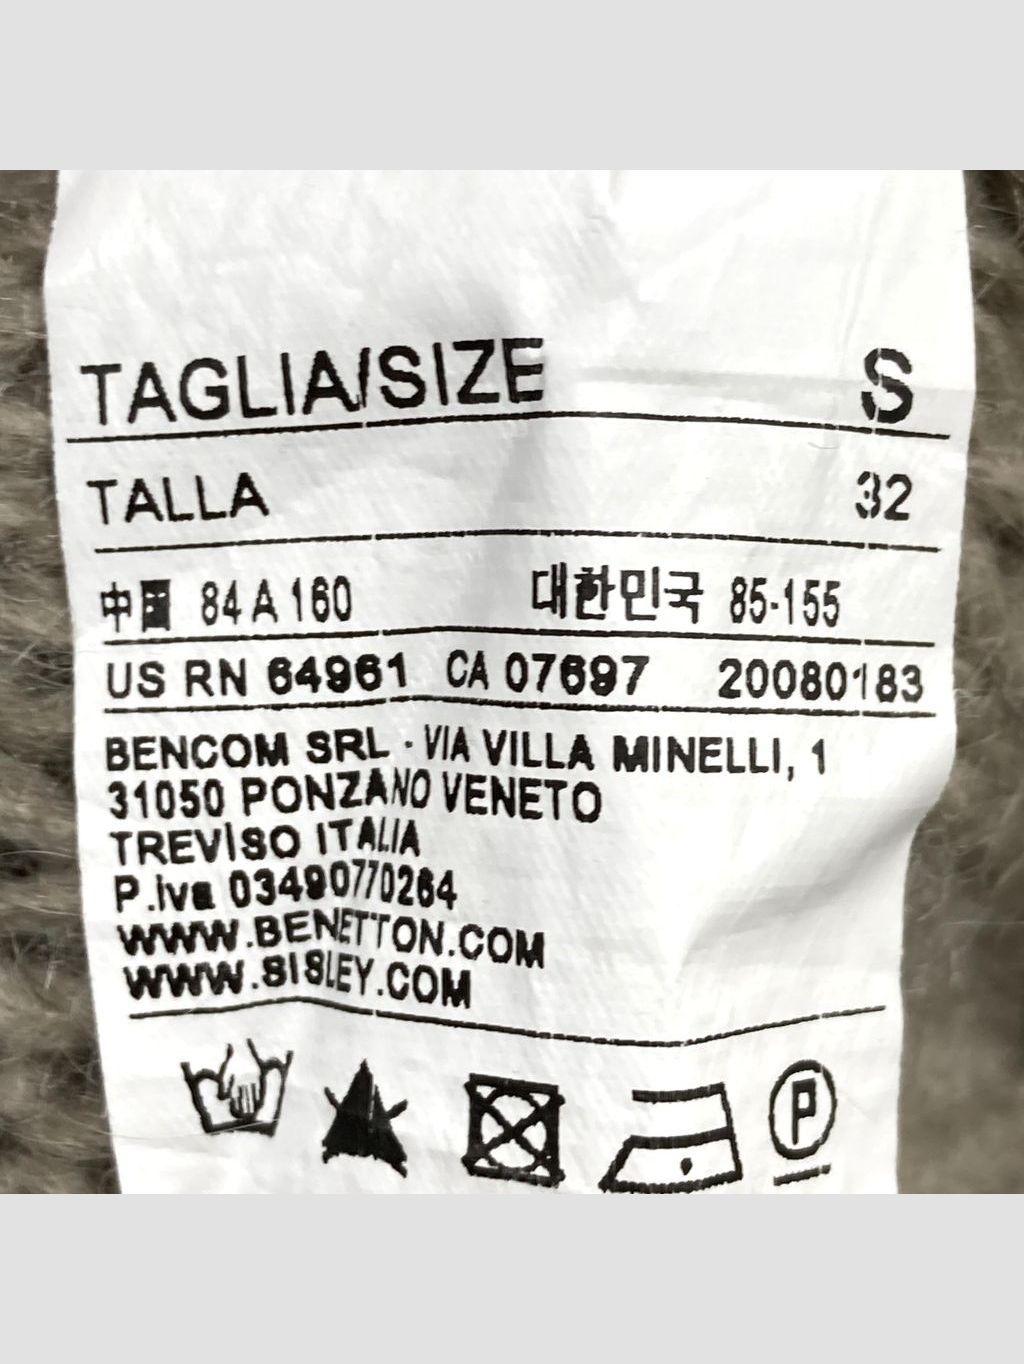 TAGLIA/SIZE S
TALLA 32
中国 84 A 160 대한민국 85-155
US RN 64961 CA 07697 20080183
BENCOM SRL · VIA VILLA MINELLI, 1
31050 PONZANO VENETO
TREVISO ITALIA
P.iva 03490770264
WWW.BENETTON.COM
WWW.SISLEY.COM
P